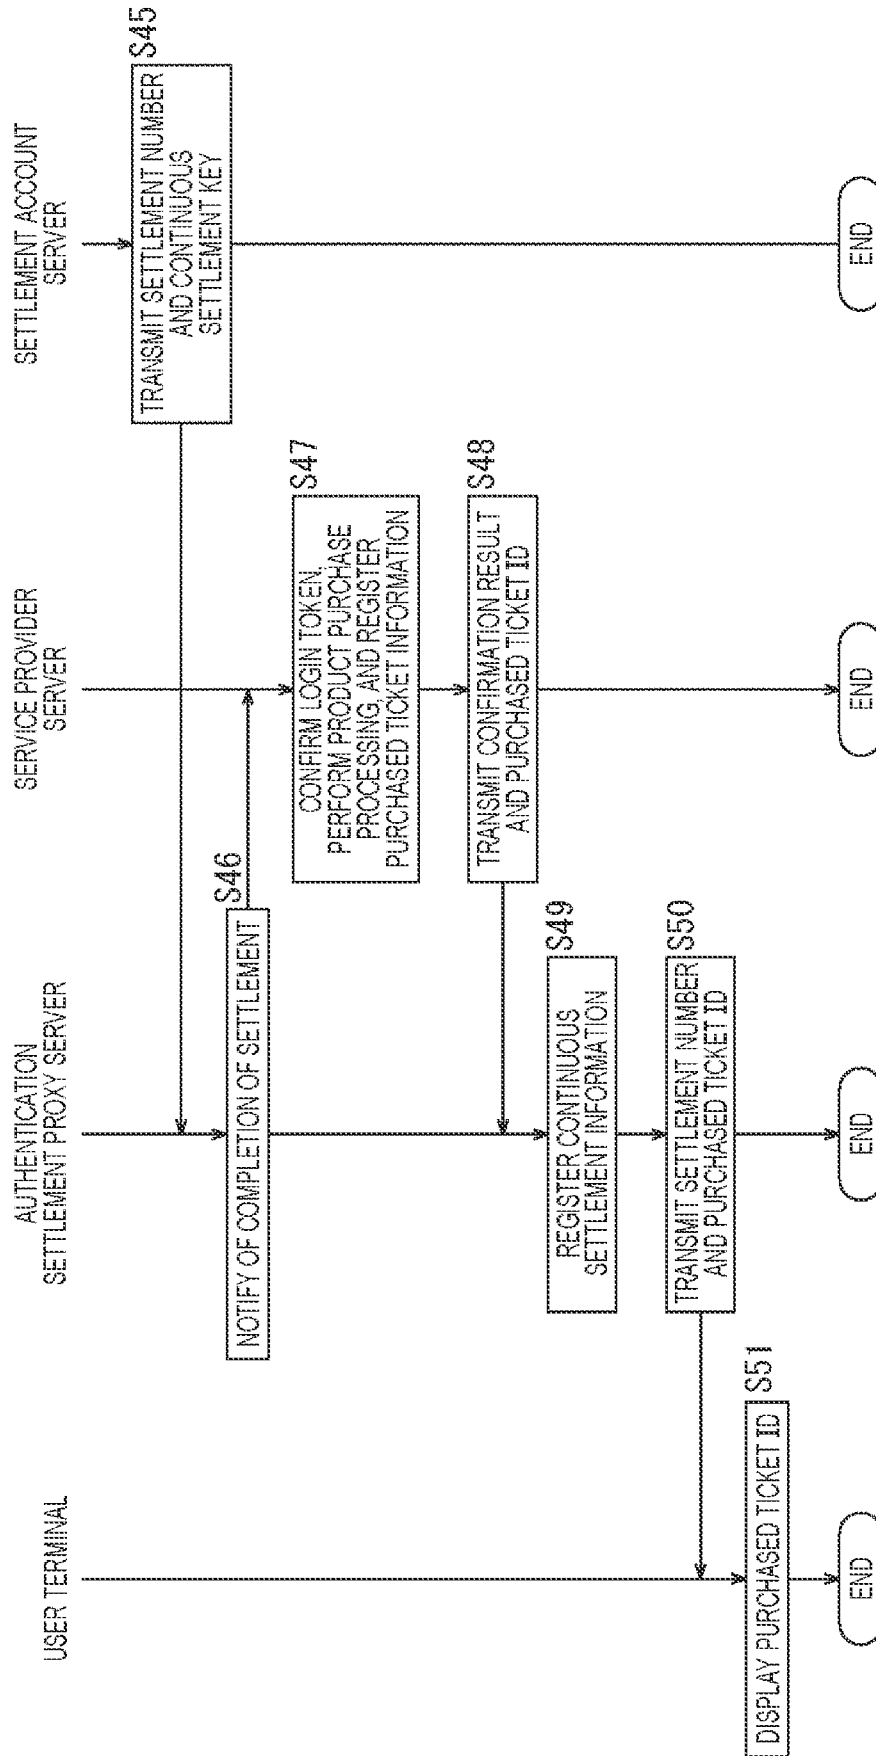 USER TERMINAL
AUTHENTICATION
SETTLEMENT PROXY SERVER
SERVICE PROVIDER
SERVER
SETTLEMENT ACCOUNT
SERVER
S45
TRANSMIT SETTLEMENT NUMBER
AND CONTINUOUS
SETTLEMENT KEY
S46
NOTIFY OF COMPLETION OF SETTLEMENT
S47
CONFIRM LOGIN TOKEN,
PERFORM PRODUCT PURCHASE
PROCESSING, AND REGISTER
PURCHASED TICKET INFORMATION
S48
TRANSMIT CONFIRMATION RESULT
AND PURCHASED TICKET ID
S49
REGISTER CONTINUOUS
SETTLEMENT INFORMATION
S50
TRANSMIT SETTLEMENT NUMBER
AND PURCHASED TICKET ID
S51
DISPLAY PURCHASED TICKET ID
END
END
END
END